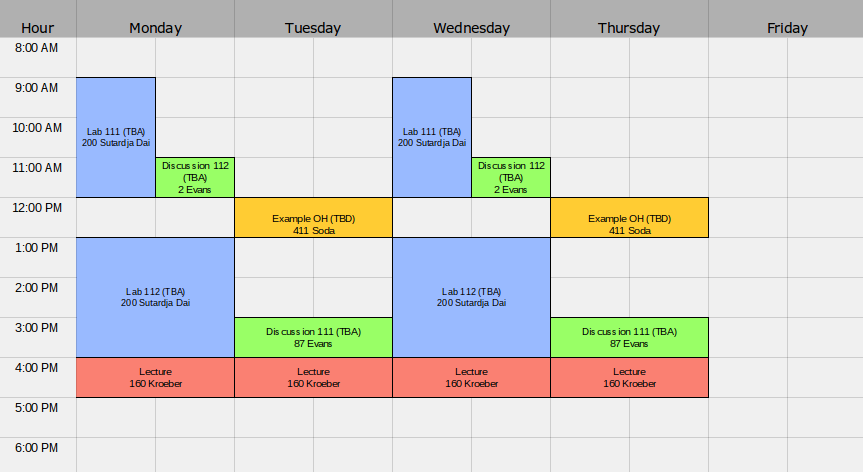 Hour Monday Tuesday Wednesday Thursday Friday
8:00 AM
9:00 AM
10:00 AM
Lab 111 (TBA)
200 Sutardja Dai
Lab 111 (TBA)
200 Sutardja Dai
11:00 AM
Discussion 112
(TBA)
2 Evans
Discussion 112
(TBA)
2 Evans
12:00 PM
Example OH (TBD)
411 Soda
Example OH (TBD)
411 Soda
1:00 PM
2:00 PM
Lab 112 (TBA)
200 Sutardja Dai
Lab 112 (TBA)
200 Sutardja Dai
3:00 PM
Discussion 111 (TBA)
87 Evans
Discussion 111 (TBA)
87 Evans
4:00 PM
Lecture
160 Kroeber
Lecture
160 Kroeber
Lecture
160 Kroeber
Lecture
160 Kroeber
5:00 PM
6:00 PM